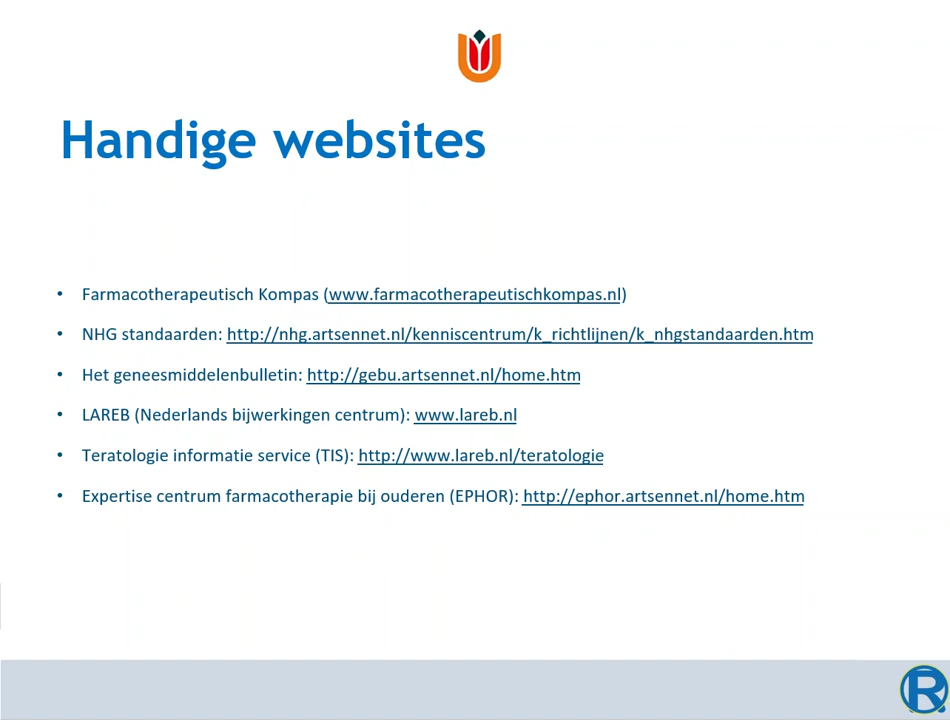 Handige websites
• Farmacotherapeutisch Kompas (www.farmacotherapeutischkompas.nl)
• NHG standaarden: http://nhg.artsennet.nl/kenniscentrum/k_richtlijnen/k_nhgstandaarden.htm
• Het geneesmiddelenbulletin: http://gebu.artsennet.nl/home.htm
• LAREB (Nederlands bijwerkingen centrum): www.lareb.nl
• Teratologie informatie service (TIS): http://www.lareb.nl/teratologie
• Expertise centrum farmacotherapie bij ouderen (EPHOR): http://ephor.artsennet.nl/home.htm
R